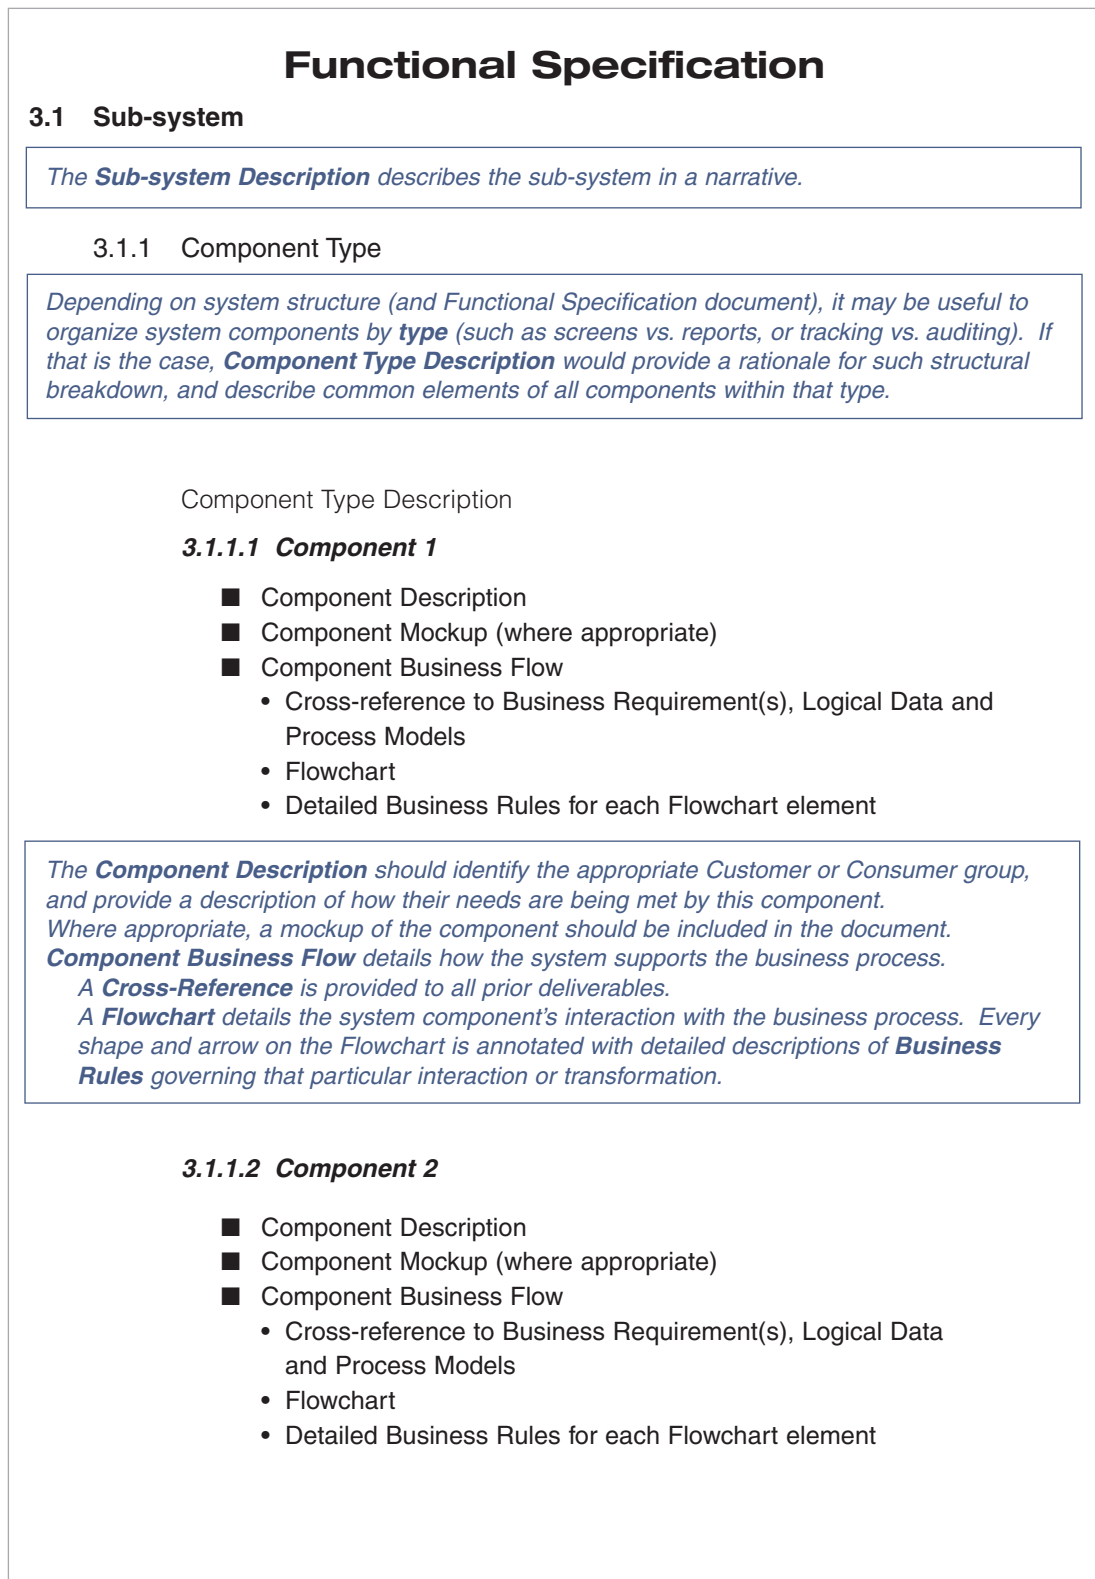 Functional Specification
3.1 Sub-system
The Sub-system Description describes the sub-system in a narrative.
3.1.1 Component Type
Depending on system structure (and Functional Specification document), it may be useful to
organize system components by type (such as screens vs. reports, or tracking vs. auditing). If
that is the case, Component Type Description would provide a rationale for such structural
breakdown, and describe common elements of all components within that type.
Component Type Description
3.1.1.1 Component 1
■ Component Description
■ Component Mockup (where appropriate)
■ Component Business Flow
• Cross-reference to Business Requirement(s), Logical Data and
Process Models
• Flowchart
• Detailed Business Rules for each Flowchart element
The Component Description should identify the appropriate Customer or Consumer group,
and provide a description of how their needs are being met by this component.
Where appropriate, a mockup of the component should be included in the document.
Component Business Flow details how the system supports the business process.
A Cross-Reference is provided to all prior deliverables.
A Flowchart details the system component's interaction with the business process. Every
shape and arrow on the Flowchart is annotated with detailed descriptions of Business
Rules governing that particular interaction or transformation.
3.1.1.2 Component 2
■ Component Description
■ Component Mockup (where appropriate)
■ Component Business Flow
• Cross-reference to Business Requirement(s), Logical Data
and Process Models
• Flowchart
• Detailed Business Rules for each Flowchart element